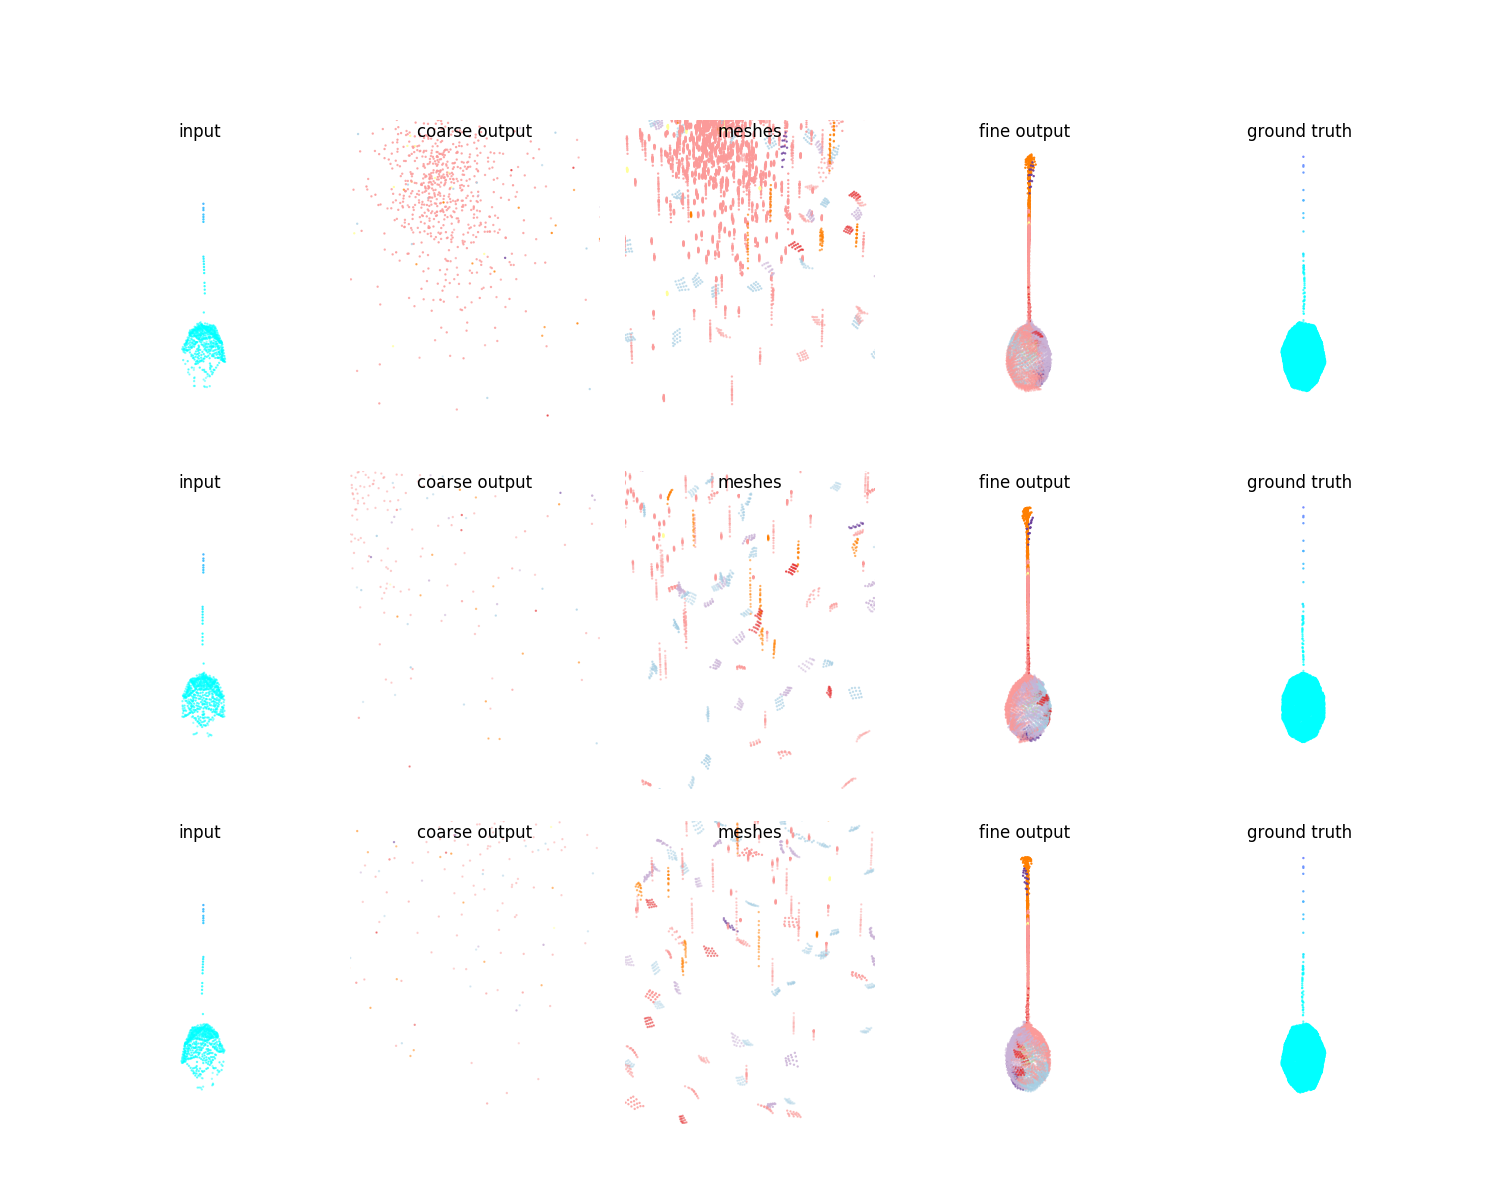 input
coarse output
meshes
fine output
ground truth
input
coarse output
meshes
fine output
ground truth
input
coarse output
meshes
fine output
ground truth